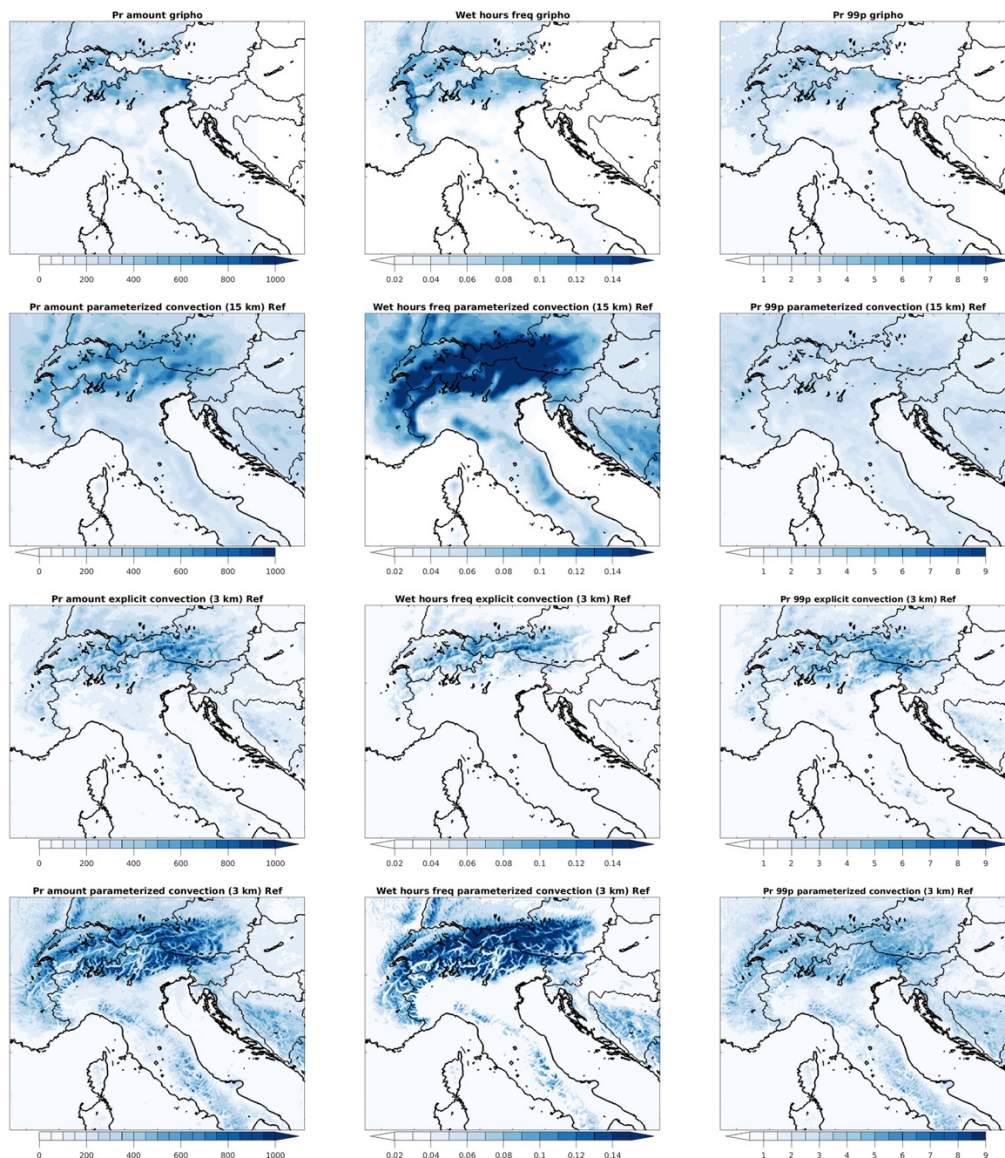 Pr amount gripho
Wet hours freq gripho
Pr 99p gripho
0 200 400 600 800 1000
0.02 0.04 0.06 0.08 0.1 0.12 0.14
1 2 3 4 5 6 7 8 9
Pr amount parameterized convection (15 km) Ref
Wet hours freq parameterized convection (15 km) Ref
Pr 99p parameterized convection (15 km) Ref
0 200 400 600 800 1000
0.02 0.04 0.06 0.08 0.1 0.12 0.14
1 2 3 4 5 6 7 8 9
Pr amount explicit convection (3 km) Ref
Wet hours freq explicit convection (3 km) Ref
Pr 99p explicit convection (3 km) Ref
0 200 400 600 800 1000
0.02 0.04 0.06 0.08 0.1 0.12 0.14
1 2 3 4 5 6 7 8 9
Pr amount parameterized convection (3 km) Ref
Wet hours freq parameterized convection (3 km) Ref
Pr 99p parameterized convection (3 km) Ref
0 200 400 600 800 1000
0.02 0.04 0.06 0.08 0.1 0.12 0.14
1 2 3 4 5 6 7 8 9